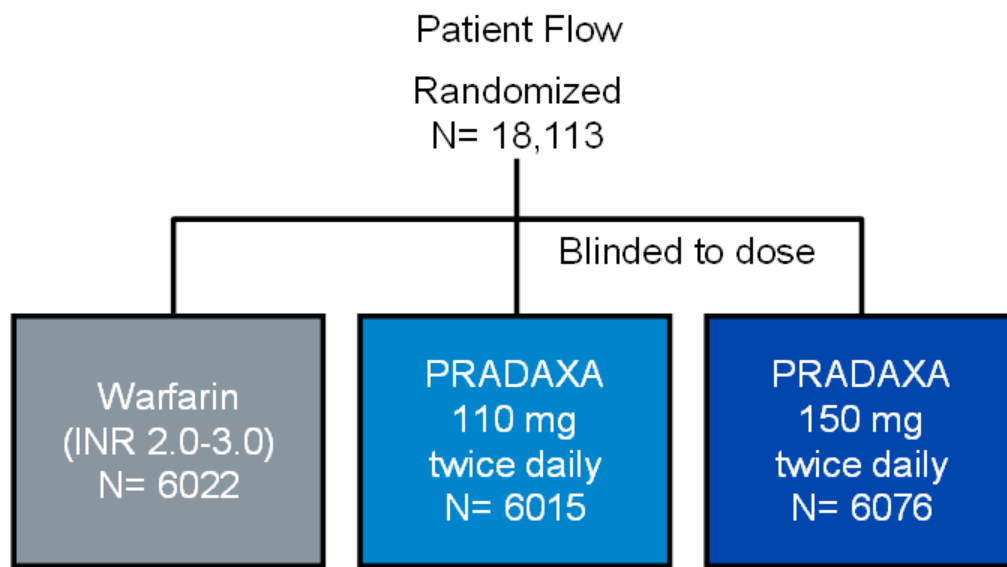 Patient Flow
Randomized
N= 18,113
Blinded to dose
Warfarin
(INR 2.0-3.0)
N= 6022
PRADAXA
110 mg
twice daily
N= 6015
PRADAXA
150 mg
twice daily
N= 6076